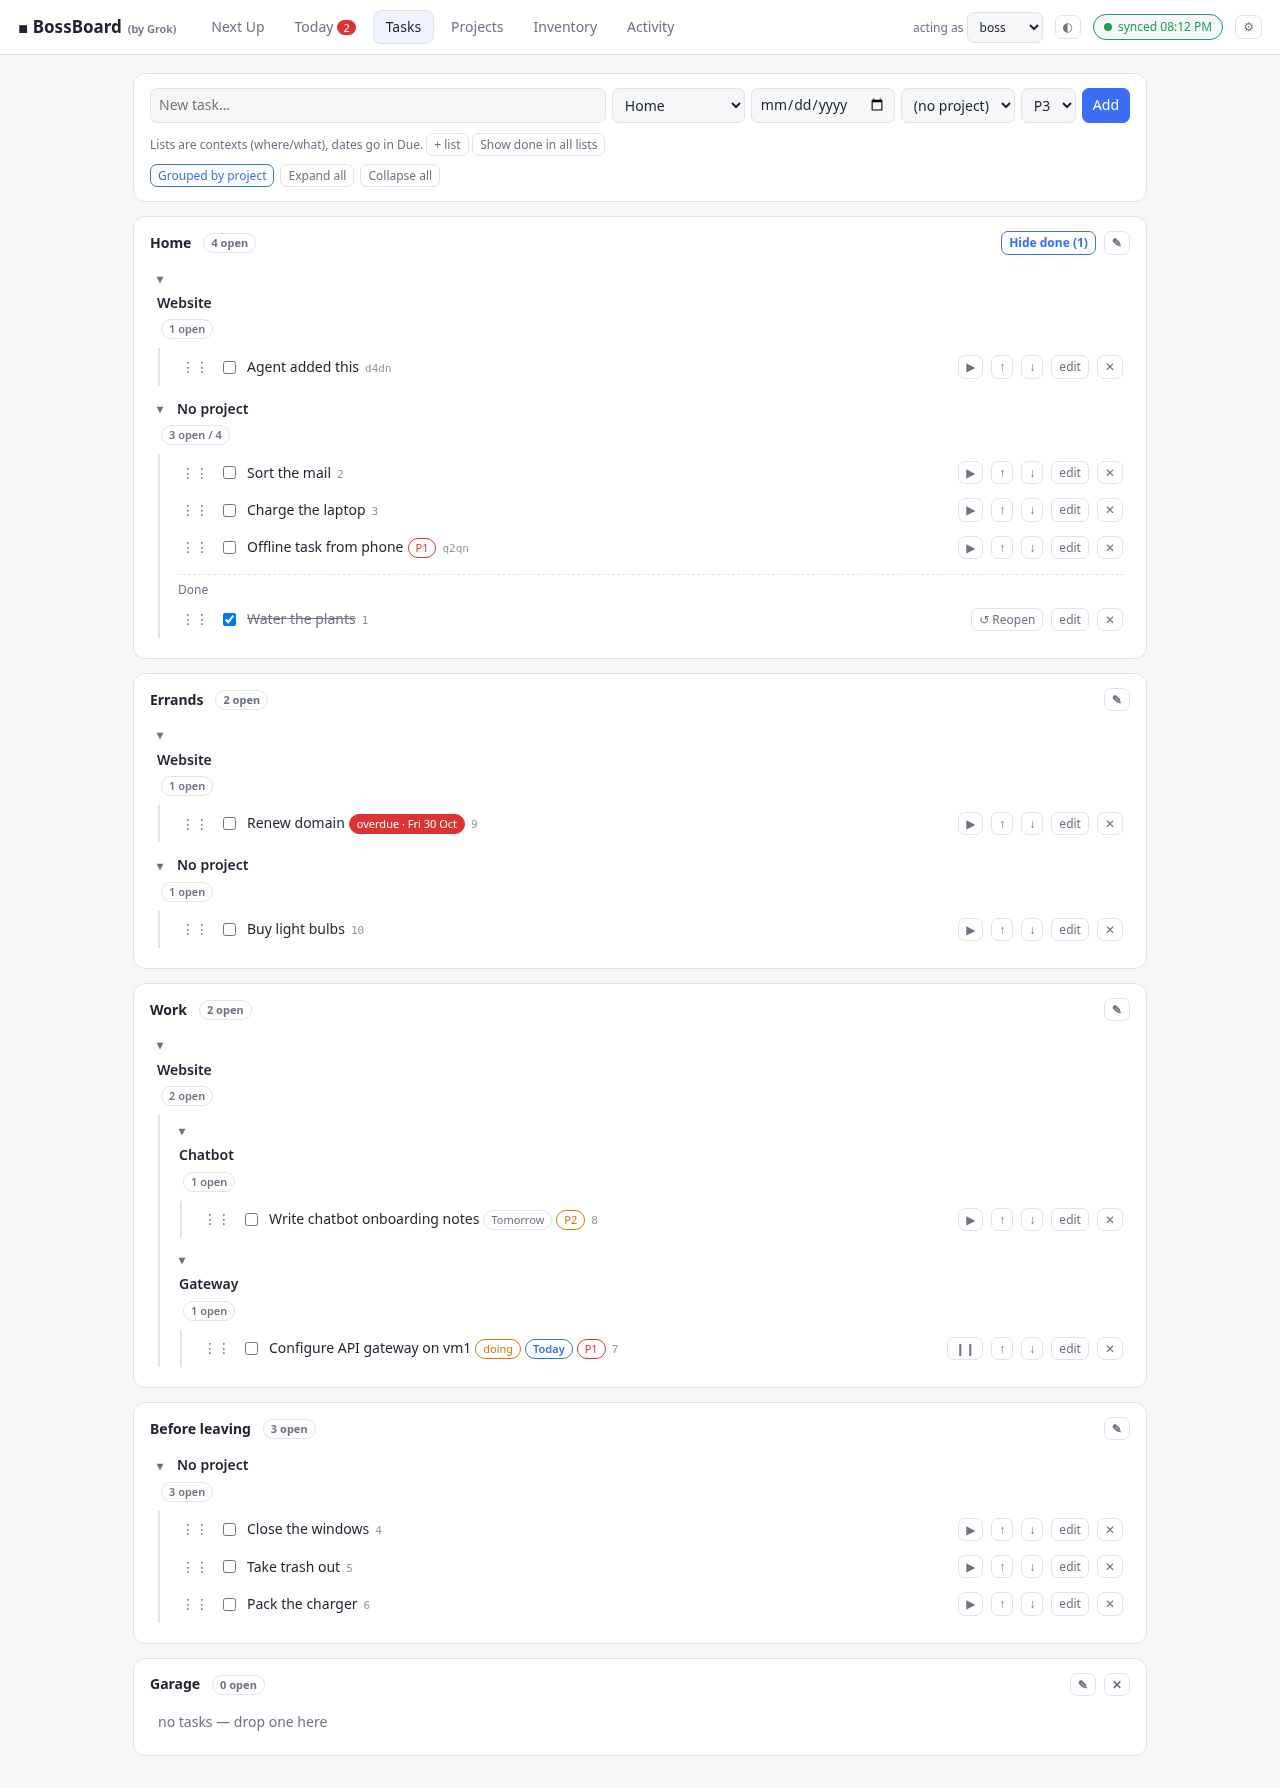 ■ BossBoard (by Grok) Next Up Today 2 Tasks Projects Inventory Activity acting as boss ◐ synced 08:12 PM ⚙
New task... Home mm/dd/yyyy (no project) P3 Add
Lists are contexts (where/what), dates go in Due. + list Show done in all lists
Grouped by project Expand all Collapse all
Home 4 open Hide done (1) ✎
▼
Website
1 open
⋮⋮ Agent added this d4dn ▶ ↑ ↓ edit ✕
▼ No project
3 open / 4
⋮⋮ Sort the mail 2 ▶ ↑ ↓ edit ✕
⋮⋮ Charge the laptop 3 ▶ ↑ ↓ edit ✕
⋮⋮ Offline task from phone P1 q2qn ▶ ↑ ↓ edit ✕
Done
⋮⋮ Water the plants 1 ↺ Reopen edit ✕
Errands 2 open ✎
▼
Website
1 open
⋮⋮ Renew domain overdue · Fri 30 Oct 9 ▶ ↑ ↓ edit ✕
▼ No project
1 open
⋮⋮ Buy light bulbs 10 ▶ ↑ ↓ edit ✕
Work 2 open ✎
▼
Website
2 open
▼
Chatbot
1 open
⋮⋮ Write chatbot onboarding notes Tomorrow P2 8 ▶ ↑ ↓ edit ✕
▼
Gateway
1 open
⋮⋮ Configure API gateway on vm1 doing Today P1 7 ❙❙ ↑ ↓ edit ✕
Before leaving 3 open ✎
▼ No project
3 open
⋮⋮ Close the windows 4 ▶ ↑ ↓ edit ✕
⋮⋮ Take trash out 5 ▶ ↑ ↓ edit ✕
⋮⋮ Pack the charger 6 ▶ ↑ ↓ edit ✕
Garage 0 open ✎ ✕
no tasks — drop one here